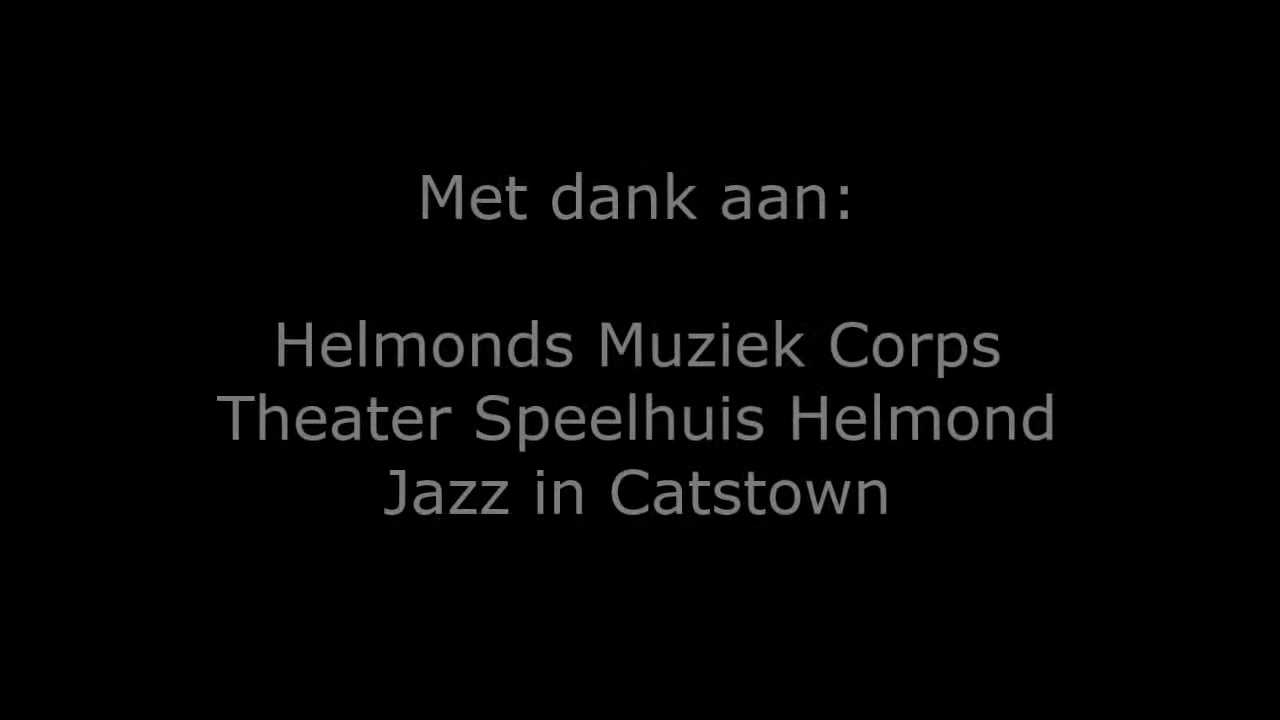 Met dank aan:
Helmonds Muziek Corps
Theater Speelhuis Helmond
Jazz in Catstown